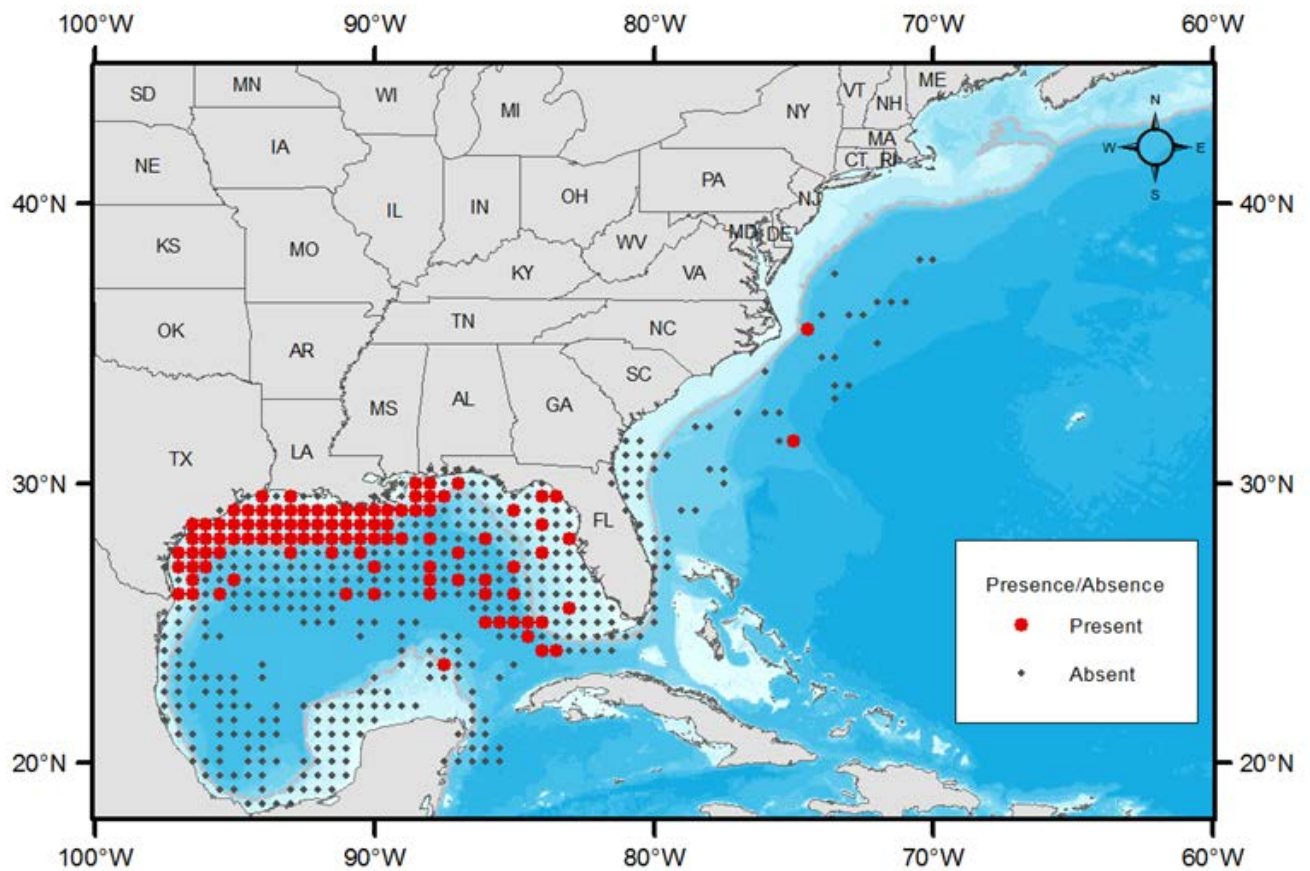 100°W 90°W 80°W 70°W 60°W
SD MN WI MI NY VT NH ME
N
W E
S
NE IA MA
CT RI
PA
40°N IL IN OH NJ 40°N
MD DE
KS MO WV
KY VA
OK TN NC
AR
SC
MS AL GA
TX LA
30°N 30°N
FL
Presence/Absence
Present
Absent
20°N 20°N
100°W 90°W 80°W 70°W 60°W